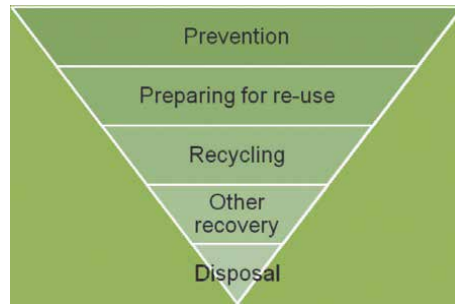 Prevention
Preparing for re-use
Recycling
Other
recovery
Disposal